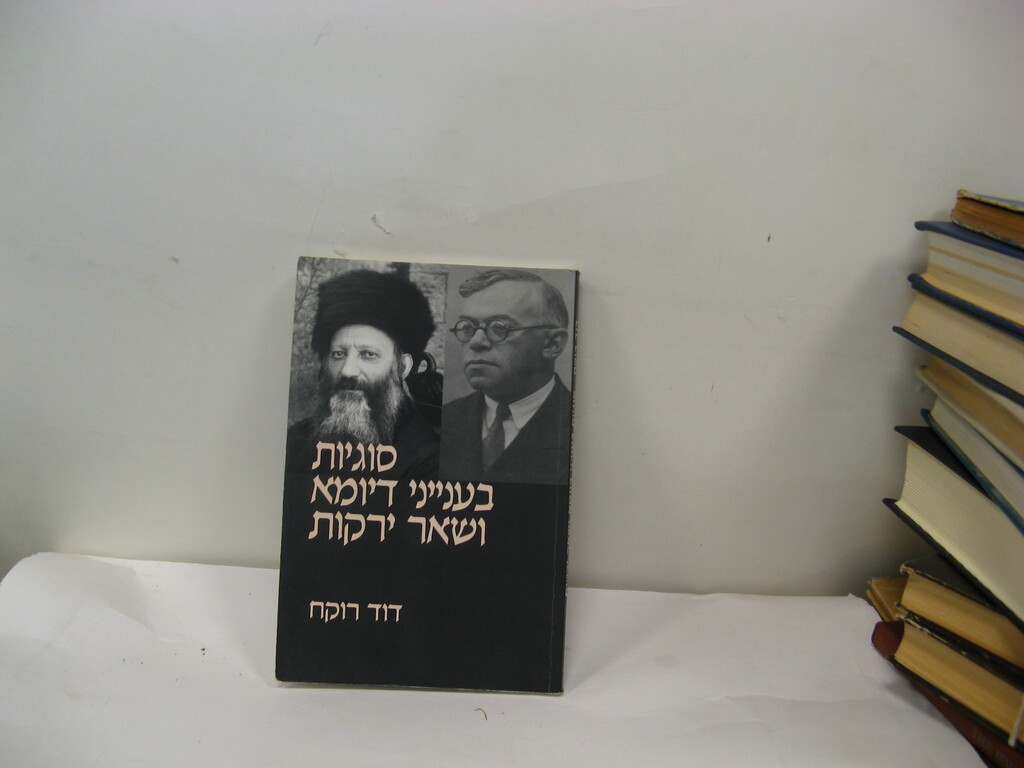 סוגיות
בענייני דיומא
ושאר ירקות
דוד רוקח